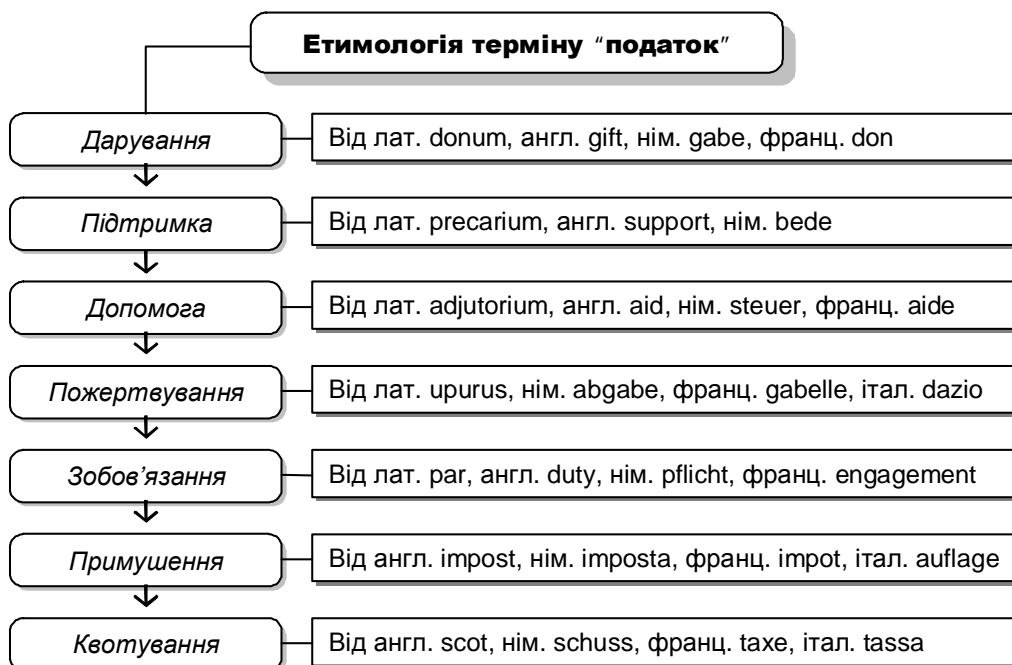 Етимологія терміну “податок”
Дарування
Від лат. donum, англ. gift, нім. gabe, франц. don
Підтримка
Від лат. precarium, англ. support, нім. bede
Допомога
Від лат. adjutorium, англ. aid, нім. steuer, франц. aide
Пожертвування
Від лат. upurus, нім. abgabe, франц. gabelle, італ. dazio
Зобов’язання
Від лат. par, англ. duty, нім. pflicht, франц. engagement
Примушення
Від англ. impost, нім. imposta, франц. impot, італ. auflage
Квотування
Від англ. scot, нім. schuss, франц. taxe, італ. tassa